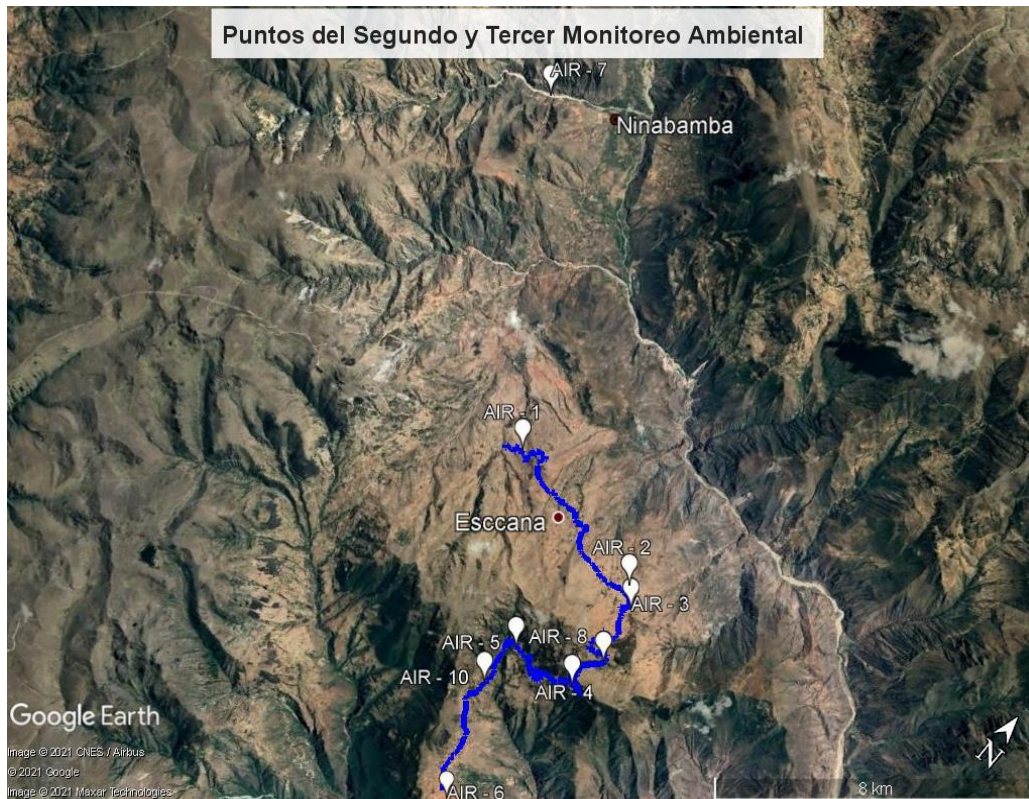 Puntos del Segundo y Tercer Monitoreo Ambiental
AIR - 7
Ninabamba
AIR - 1
Esccana
AIR - 2
AIR - 3
AIR - 8
AIR - 5
AIR - 10
AIR - 4
Google Earth
Image © 2021 CNES / Airbus
© 2021 Google
Image © 2021 Maxar Technologies
AIR - 6
8 km
N